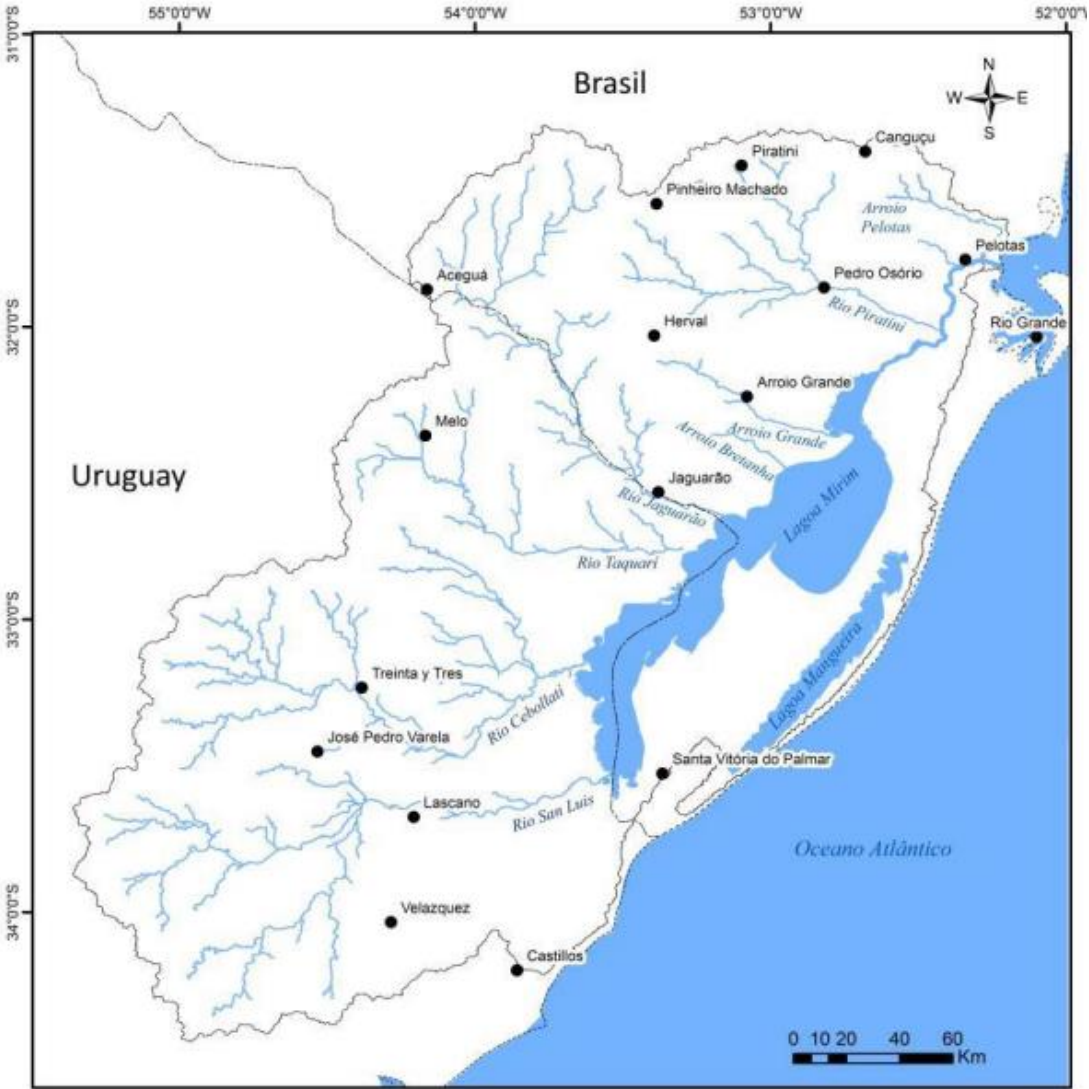 55°0'0"W
54°0'0"W
53°0'0"W
52°0'0"W
31°0'0"S
32°0'0"S
33°0'0"S
34°0'0"S
Brasil
N
W
E
S
Canguçu
Piratini
Pinheiro Machado
Arroio
Pelotas
Pelotas
Aceguá
Pedro Osório
Rio Piratini
Rio Grande
Herval
Arroio Grande
Melo
Arroio Grande
Arroio Bretanha
Uruguay
Jaguarão
Rio Jaguarão
Lagoa Mirim
Rio Taquari
Treinta y Tres
Lagoa Mangueira
Rio Cebollati
José Pedro Varela
Santa Vitória do Palmar
Lascano
Rio San Luis
Oceano Atlântico
Velazquez
Castillos
0 10 20 40 60
Km